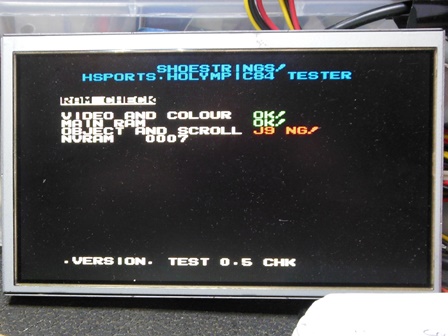 SHOESTRINGS!
HSPORTS.HOLYMPIC84 TESTER
RAM CHECK
VIDEO AND COLOUR OK!
MAIN RAM OK!
OBJECT AND SCROLL J9 NG!
NVRAM 0007
.VERSION. TEST 0.5 CHK